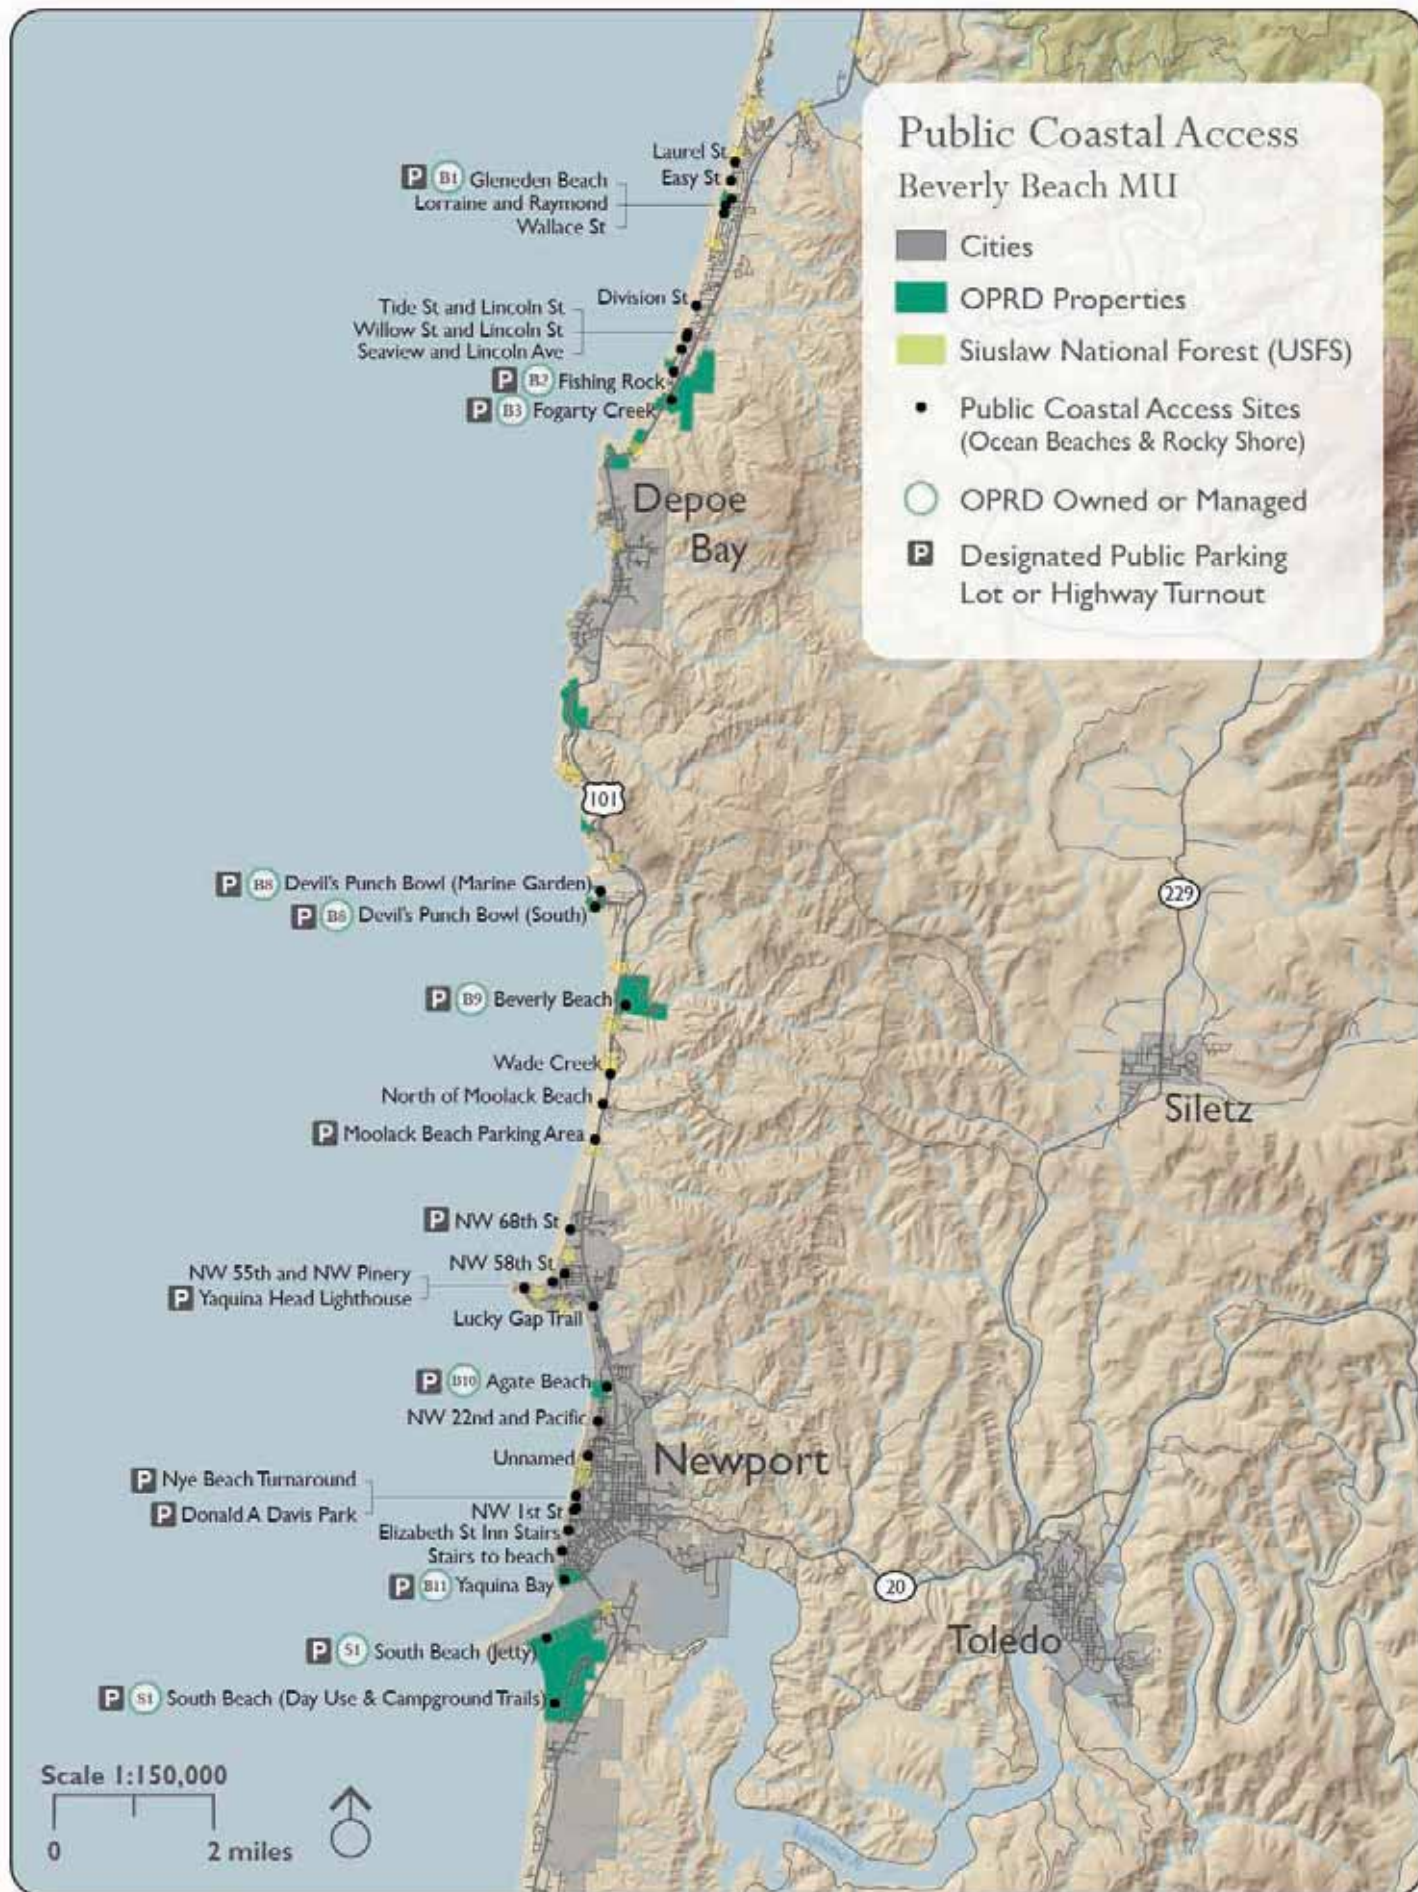 Public Coastal Access
Beverly Beach MU
Cities
OPRD Properties
Siuslaw National Forest (USFS)
Public Coastal Access Sites
(Ocean Beaches & Rocky Shore)
OPRD Owned or Managed
P Designated Public Parking
Lot or Highway Turnout
Laurel St
Easy St
P B1 Gleneden Beach
Lorraine and Raymond
Wallace St
Division St
Tide St and Lincoln St
Willow St and Lincoln St
Seaview and Lincoln Ave
P B2 Fishing Rock
P B3 Fogarty Creek
Depoe
Bay
101
P B8 Devil's Punch Bowl (Marine Garden)
P B8 Devil's Punch Bowl (South)
229
P B9 Beverly Beach
Wade Creek
North of Moolack Beach
Siletz
P Moolack Beach Parking Area
P NW 68th St
NW 58th St
NW 55th and NW Pinery
P Yaquina Head Lighthouse
Lucky Gap Trail
P B10 Agate Beach
NW 22nd and Pacific
Unnamed
Newport
P Nye Beach Turnaround
P Donald A Davis Park
NW 1st St
Elizabeth St Inn Stairs
Stairs to beach
P B11 Yaquina Bay
20
Toledo
P S1 South Beach (Jetty)
P S1 South Beach (Day Use & Campground Trails)
Scale 1:150,000
0 2 miles